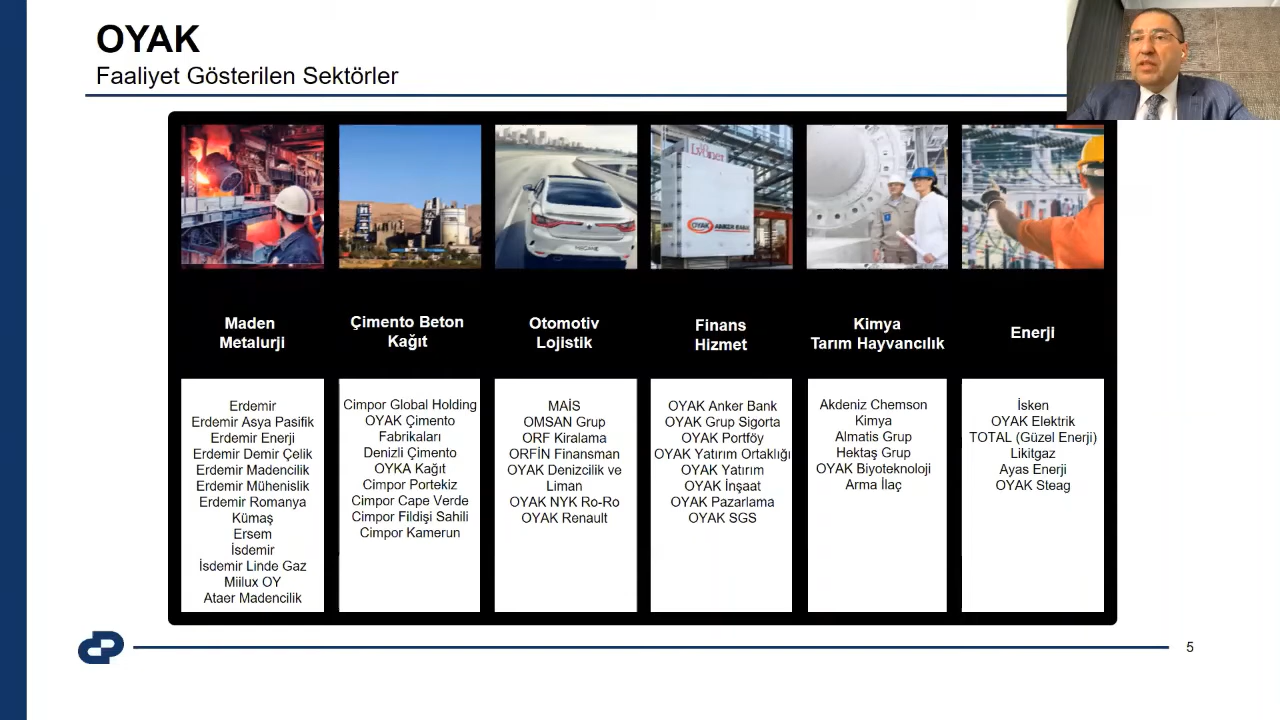 OYAK
Faaliyet Gösterilen Sektörler
OYAK ANKER BANK
Maden
Metalurji
Çimento Beton
Kağıt
Otomotiv
Lojistik
Finans
Hizmet
Kimya
Tarım Hayvancılık
Enerji
Erdemir
Erdemir Asya Pasifik
Erdemir Enerji
Erdemir Demir Çelik
Erdemir Madencilik
Erdemir Mühenislik
Erdemir Romanya
Kümaş
Ersem
İsdemir
İsdemir Linde Gaz
Miilux OY
Ataer Madencilik
Cimpor Global Holding
OYAK Çimento
Fabrikaları
Denizli Çimento
OYKA Kağıt
Cimpor Portekiz
Cimpor Cape Verde
Cimpor Fildişi Sahili
Cimpor Kamerun
MAİS
OMSAN Grup
ORF Kiralama
ORFİN Finansman
OYAK Denizcilik ve
Liman
OYAK NYK Ro-Ro
OYAK Renault
OYAK Anker Bank
OYAK Grup Sigorta
OYAK Portföy
OYAK Yatırım Ortaklığı
OYAK Yatırım
OYAK İnşaat
OYAK Pazarlama
OYAK SGS
Akdeniz Chemson
Kimya
Almatis Grup
Hektaş Grup
OYAK Biyoteknoloji
Arma İlaç
İsken
OYAK Elektrik
TOTAL (Güzel Enerji)
Likitgaz
Ayas Enerji
OYAK Steag
5